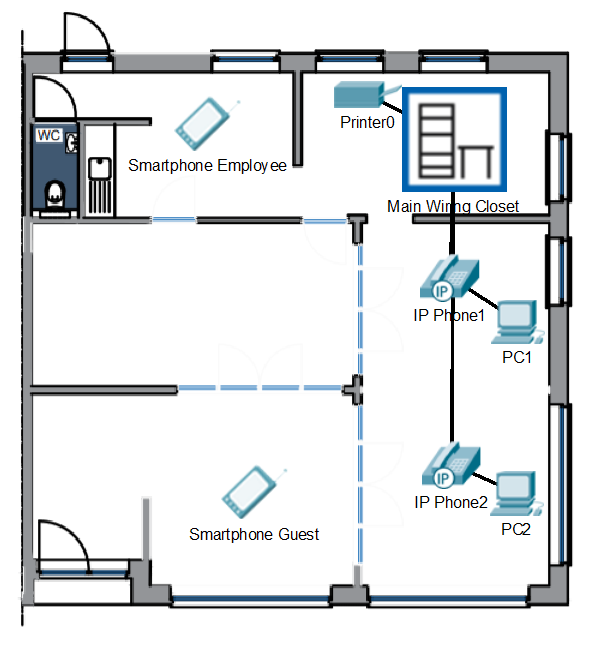 Printer0
WC
Smartphone Employee
Main Wiring Closet
IP
IP Phone1
PC1
IP
IP Phone2
PC2
Smartphone Guest